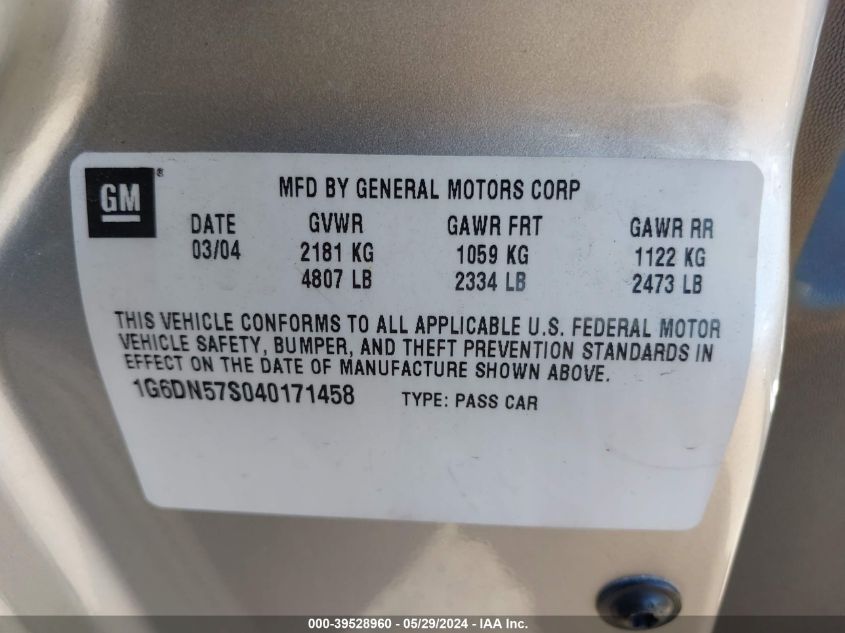 GM ®
MFD BY GENERAL MOTORS CORP
DATE GVWR GAWR FRT GAWR RR
03/04 2181 KG 1059 KG 1122 KG
4807 LB 2334 LB 2473 LB
THIS VEHICLE CONFORMS TO ALL APPLICABLE U.S. FEDERAL MOTOR
VEHICLE SAFETY, BUMPER, AND THEFT PREVENTION STANDARDS IN
EFFECT ON THE DATE OF MANUFACTURE SHOWN ABOVE.
1G6DN57S040171458 TYPE: PASS CAR
000-39528960 - 05/29/2024 - IAA Inc.